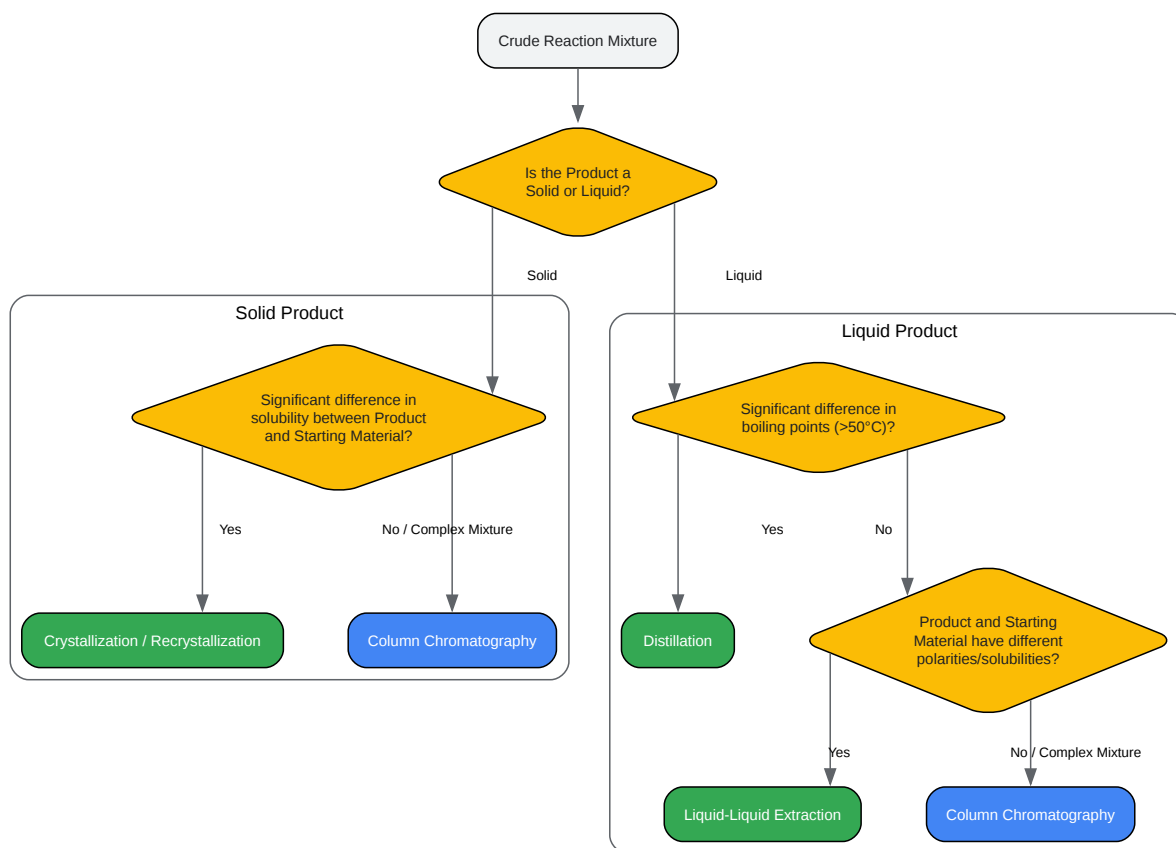 Crude Reaction Mixture
Is the Product a
Solid or Liquid?
Solid
Liquid
Solid Product
Significant difference in
solubility between Product
and Starting Material?
Yes
No / Complex Mixture
Crystallization / Recrystallization
Column Chromatography
Liquid Product
Significant difference in
boiling points (>50°C)?
Yes
No
Distillation
Product and Starting
Material have different
polarities/solubilities?
Yes
No / Complex Mixture
Liquid-Liquid Extraction
Column Chromatography